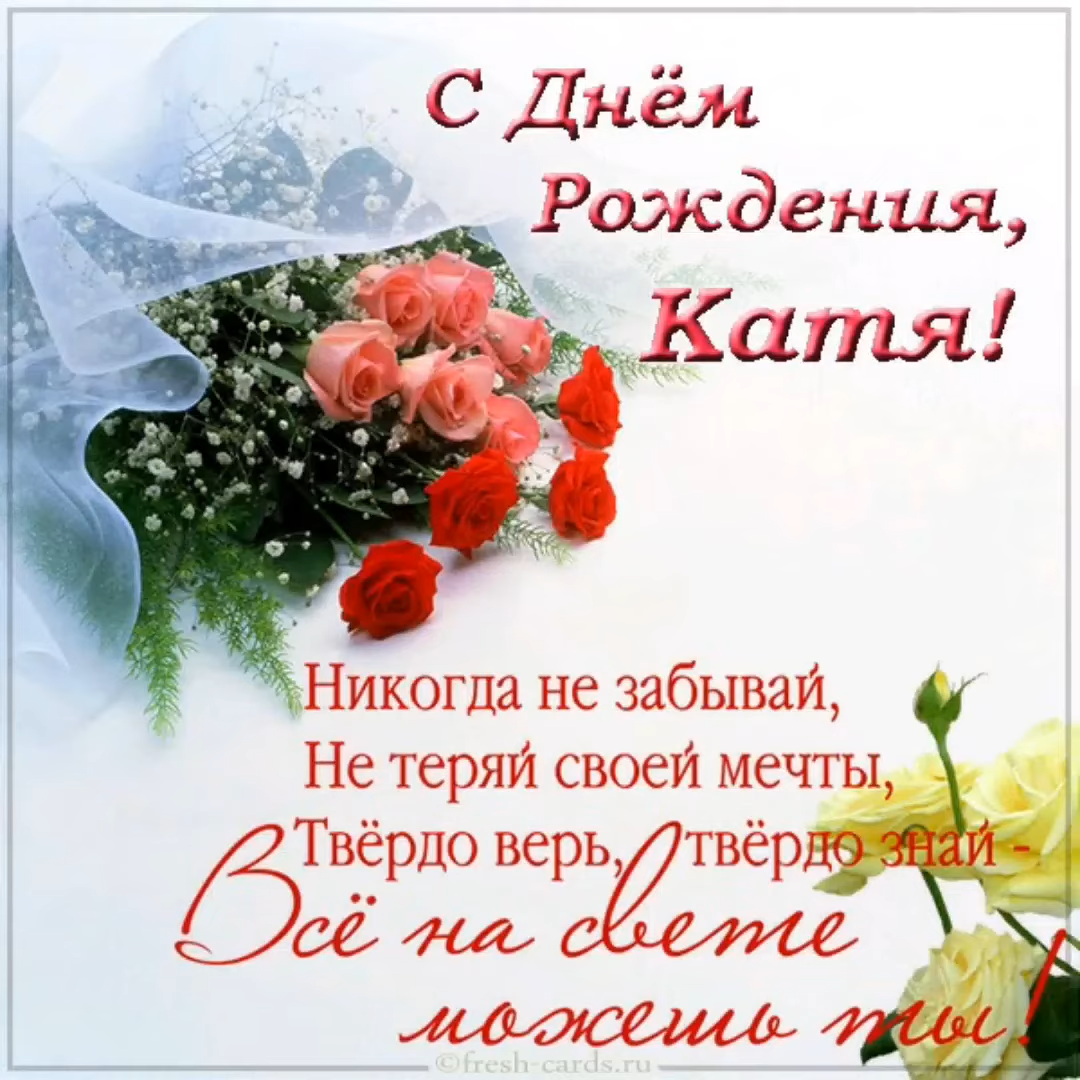 С Днём
Рождения,
Катя!
Никогда не забывай,
Не теряй своей мечты,
Твёрдо верь, твёрдо знай -
Всё на свете
можешь ты!
©fresh-cards.ru